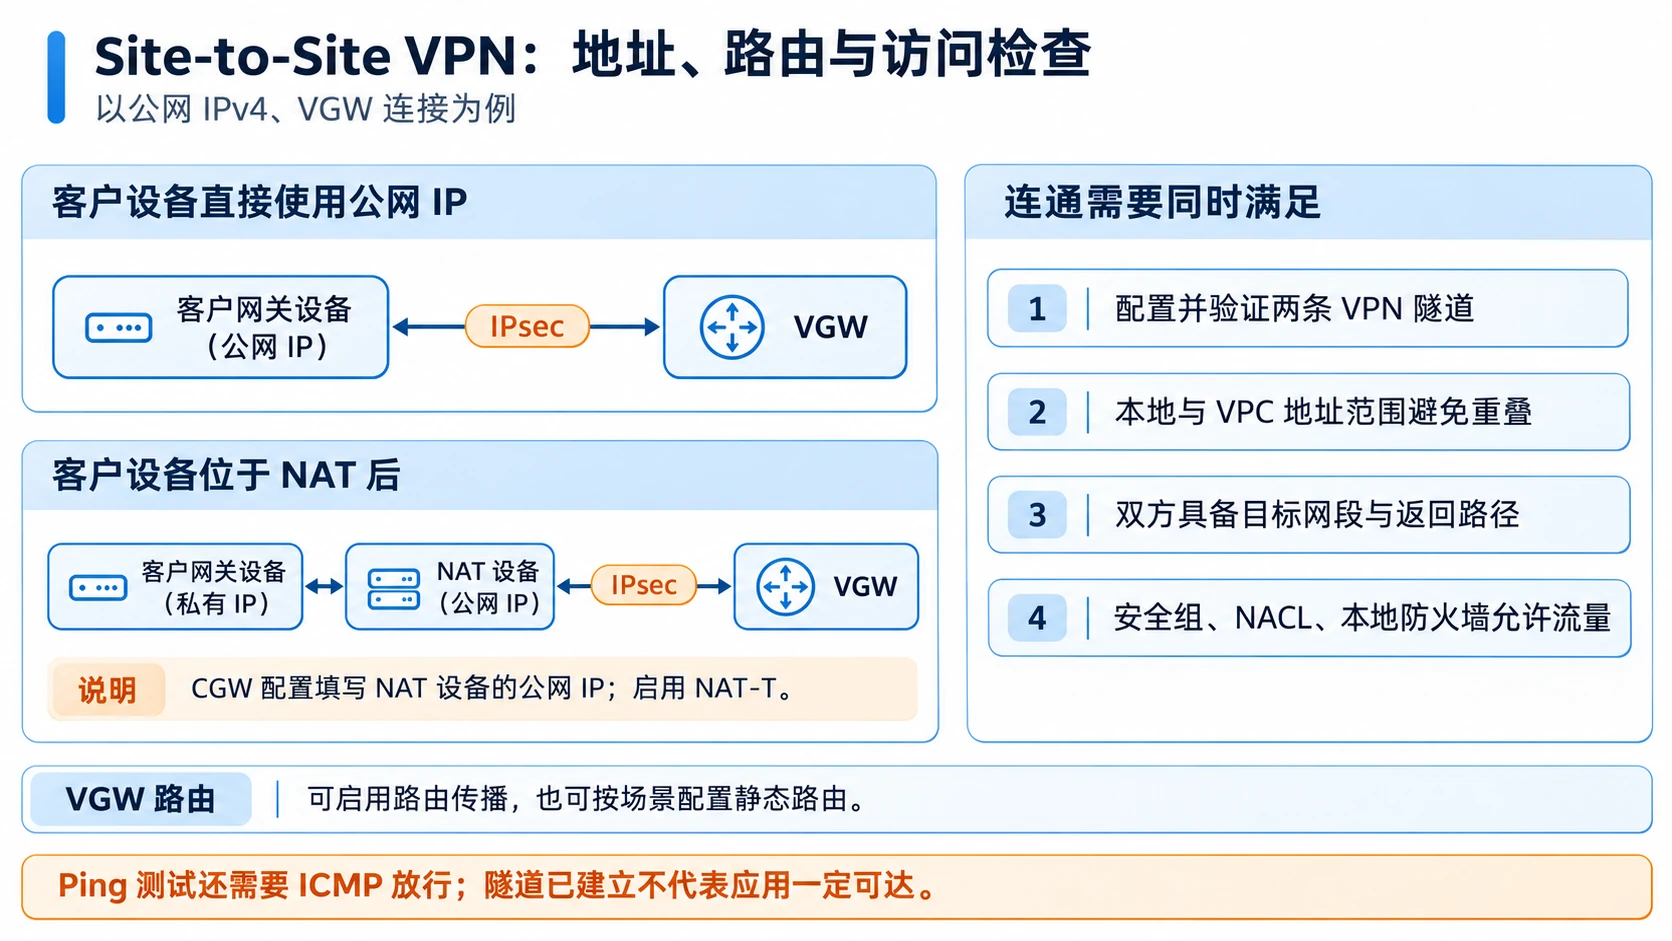 Site-to-Site VPN：地址、路由与访问检查
以公网 IPv4、VGW 连接为例
客户设备直接使用公网 IP
客户网关设备
（公网 IP）
IPsec
VGW
客户设备位于 NAT 后
客户网关设备
（私有 IP）
NAT 设备
（公网 IP）
IPsec
VGW
说明
CGW 配置填写 NAT 设备的公网 IP；启用 NAT-T。
连通需要同时满足
1
配置并验证两条 VPN 隧道
2
本地与 VPC 地址范围避免重叠
3
双方具备目标网段与返回路径
4
安全组、NACL、本地防火墙允许流量
VGW 路由
可启用路由传播，也可按场景配置静态路由。
Ping 测试还需要 ICMP 放行；隧道已建立不代表应用一定可达。